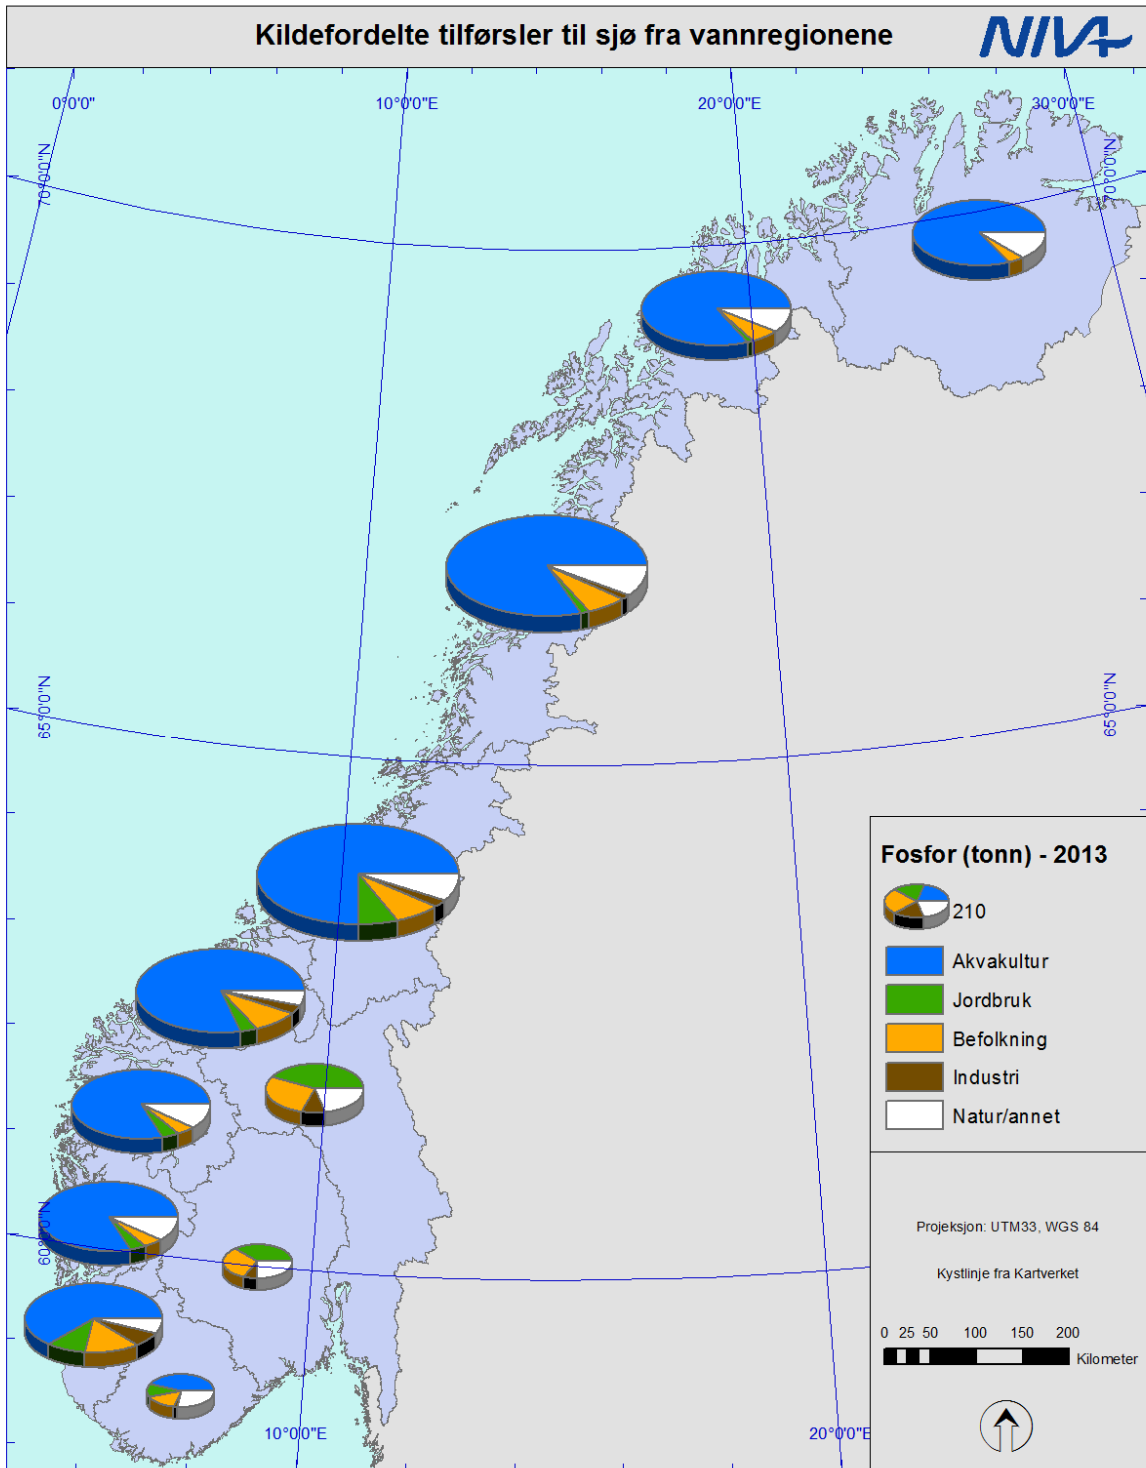 Kildefordelte tilførsler til sjø fra vannregionene
NIVA
0°0'0"
10°0'0"E
20°0'0"E
30°0'0"E
70°0'0"N
70°0'0"N
65°0'0"N
65°0'0"N
60°0'0"N
10°0'0"E
20°0'0"E
Fosfor (tonn) - 2013
210
Akvakultur
Jordbruk
Befolkning
Industri
Natur/annet
Projeksjon: UTM33, WGS 84
Kystlinje fra Kartverket
0 25 50 100 150 200
Kilometer